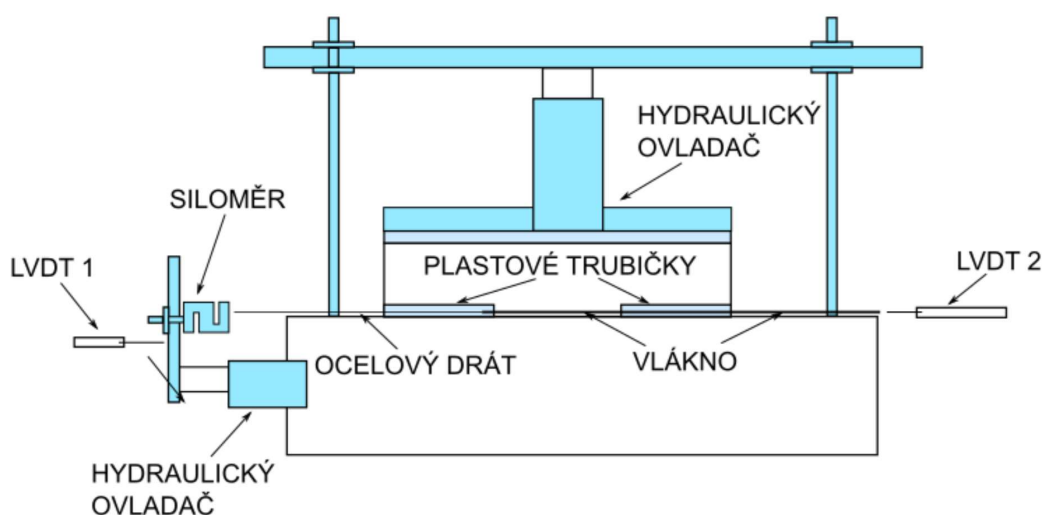 HYDRAULICKÝ
OVLADAČ
SILOMĚR
LVDT 1
PLASTOVÉ TRUBIČKY
LVDT 2
OCELOVÝ DRÁT
VLÁKNO
HYDRAULICKÝ
OVLADAČ